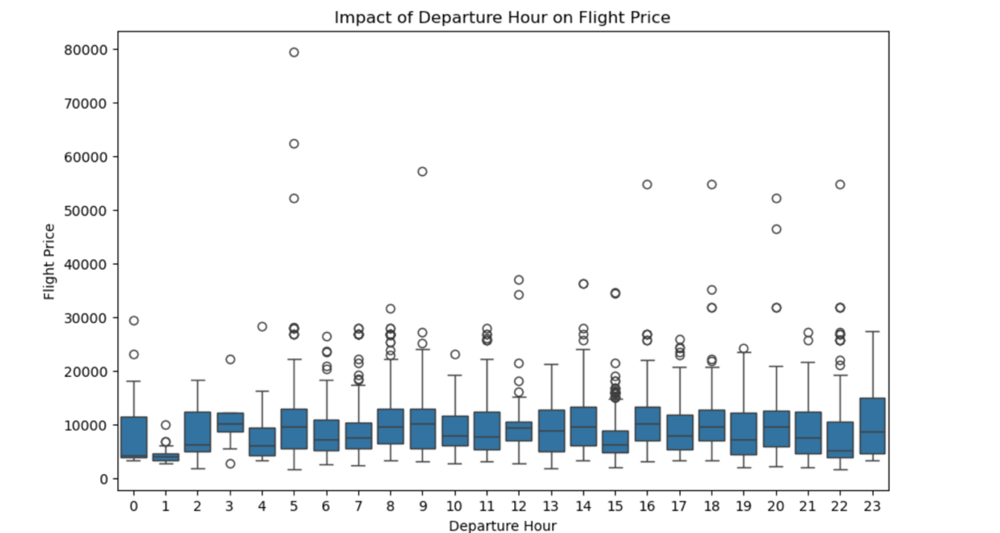 Impact of Departure Hour on Flight Price
80000
70000
60000
50000
40000
30000
20000
10000
0
Flight Price
0 1 2 3 4 5 6 7 8 9 10 11 12 13 14 15 16 17 18 19 20 21 22 23
Departure Hour